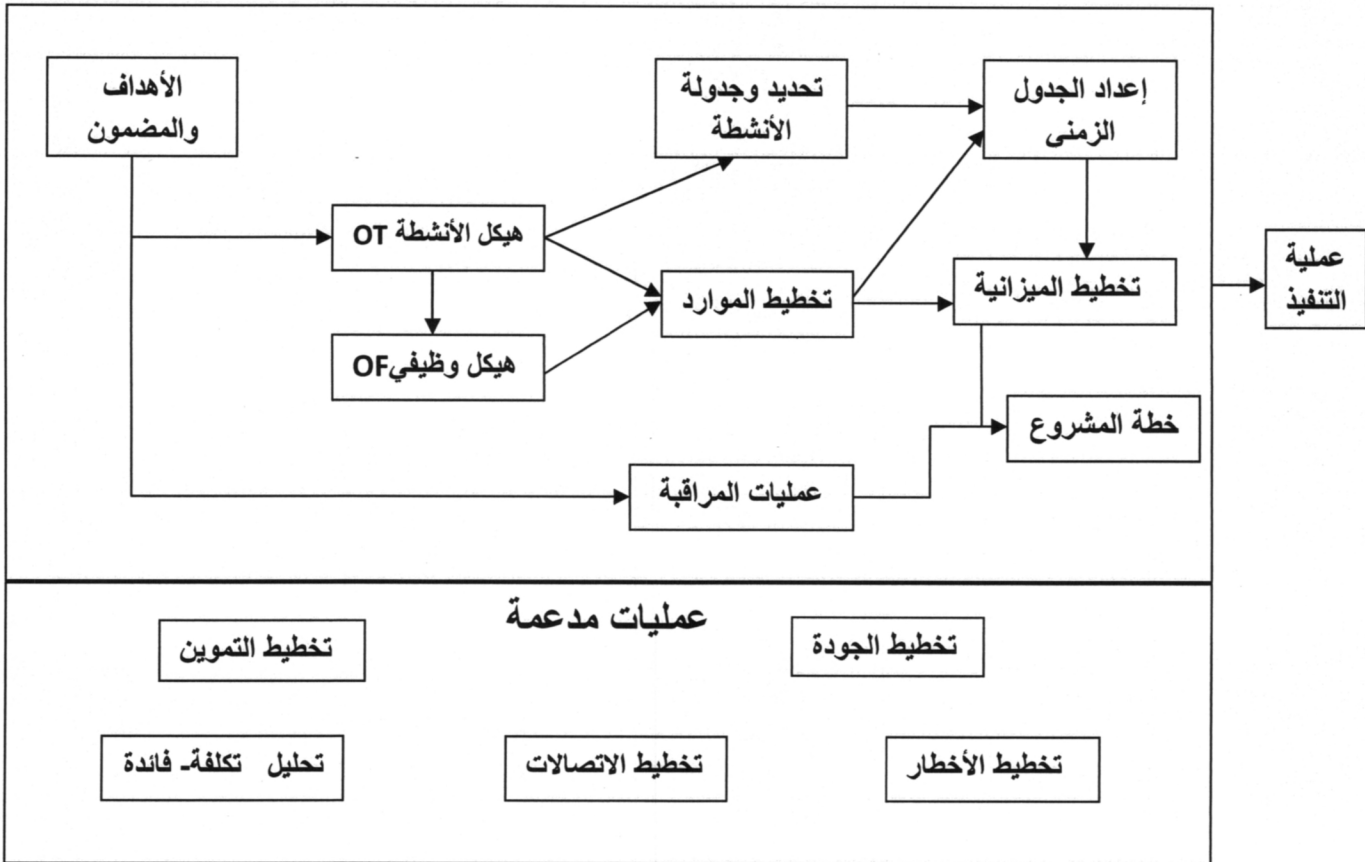 الأهداف
والمضمون
تحديد وجدولة
الأنشطة
إعداد الجدول
الزمنى
هيكل الأنشطة OT
هيكل وظيفيOF
تخطيط الموارد
تخطيط الميزانية
عملية
التنفيذ
خطة المشروع
عمليات المراقبة
عمليات مدعمة
تخطيط الجودة
تخطيط التموين
تخطيط الأخطار
تخطيط الاتصالات
تحليل تكلفة- فائدة